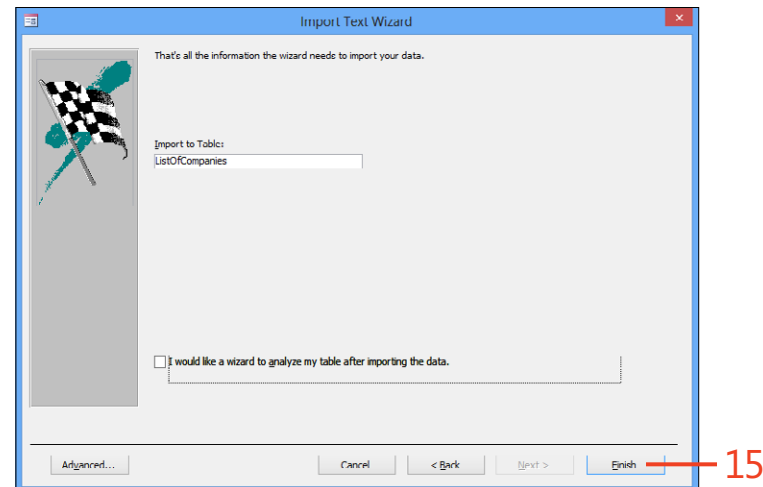 Import Text Wizard
That's all the information the wizard needs to import your data.
Import to Table:
ListOfCompanies
I would like a wizard to analyze my table after importing the data.
Advanced... Cancel < Back Next > Finish 15